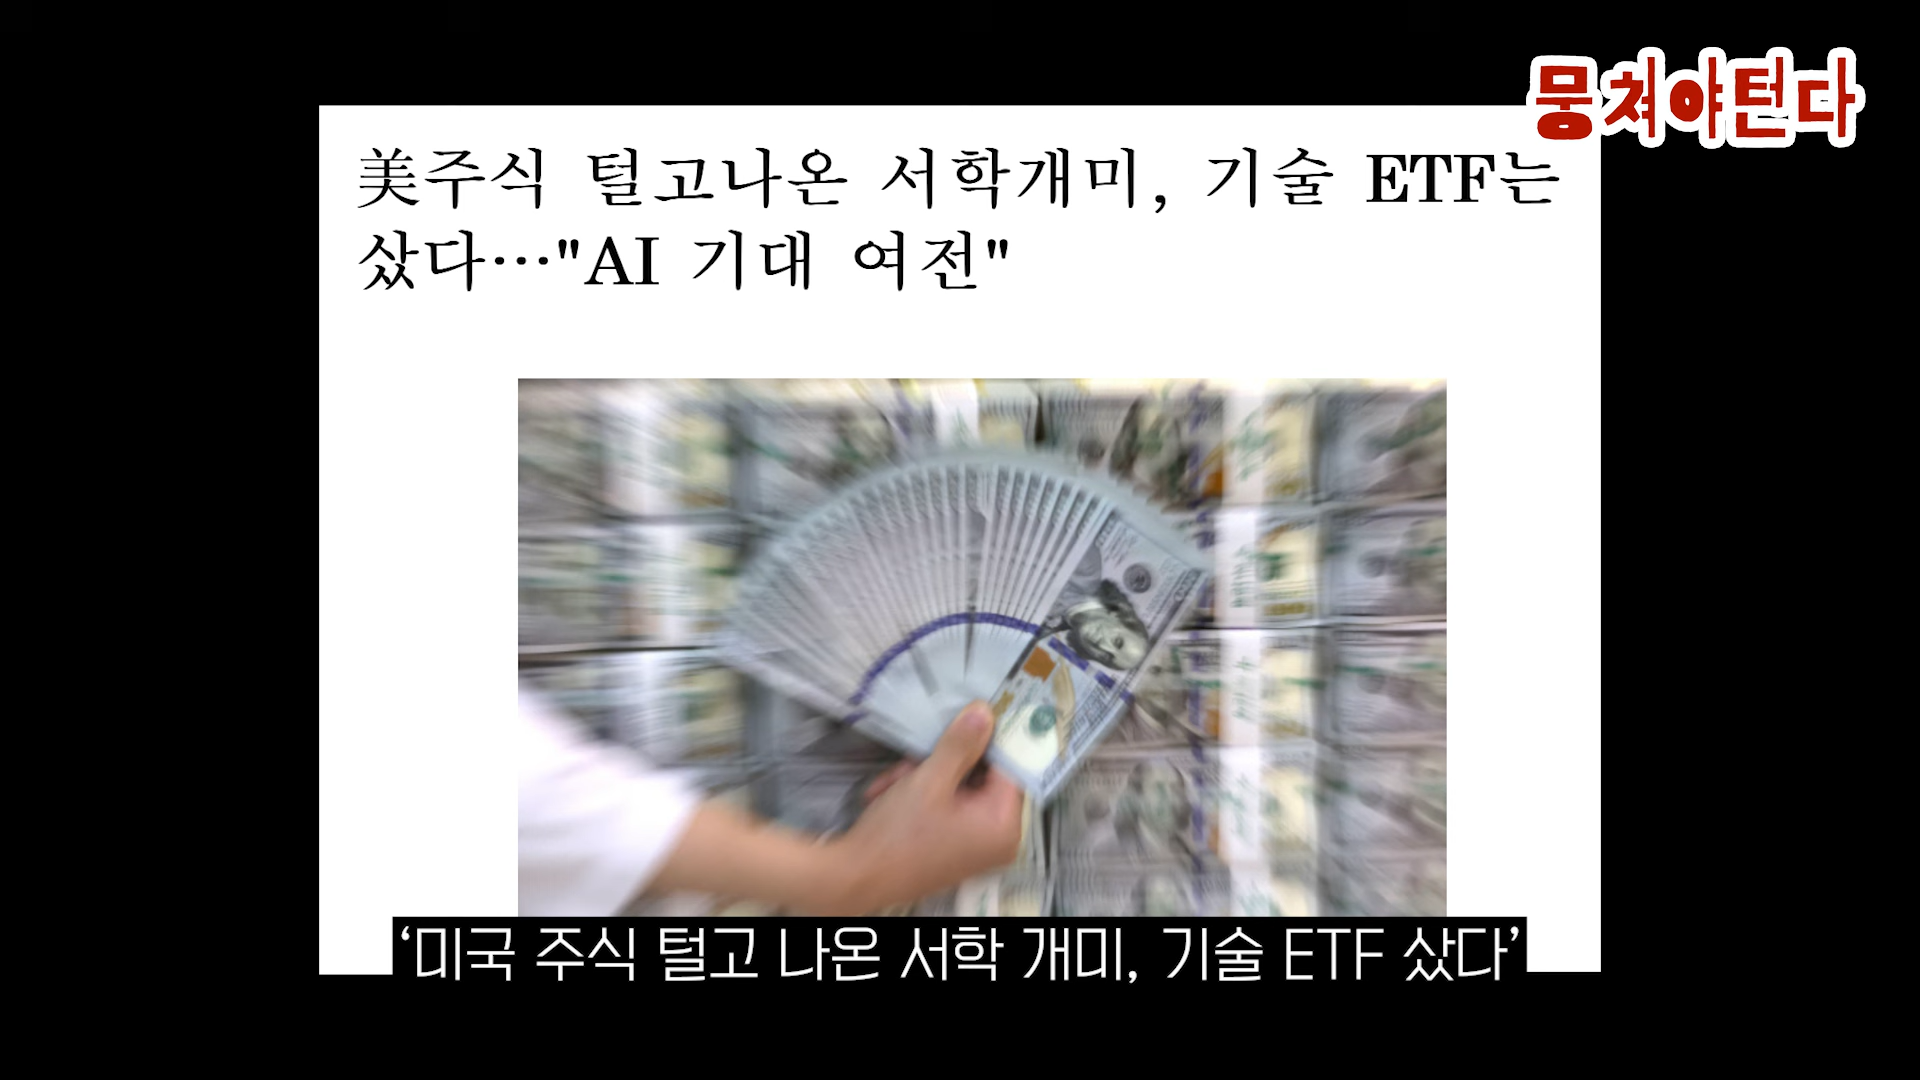 뭉쳐야턴다
美주식 털고나온 서학개미, 기술 ETF는
샀다…"AI 기대 여전"
‘미국 주식 털고 나온 서학 개미, 기술 ETF 샀다’